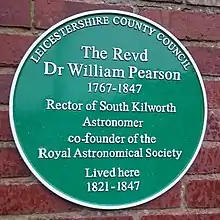 LEICESTERSHIRE COUNTY COUNCIL
The Revd
Dr William Pearson
1767-1847
Rector of South Kilworth
Astronomer
co-founder of the
Royal Astronomical Society
Lived here
1821-1847